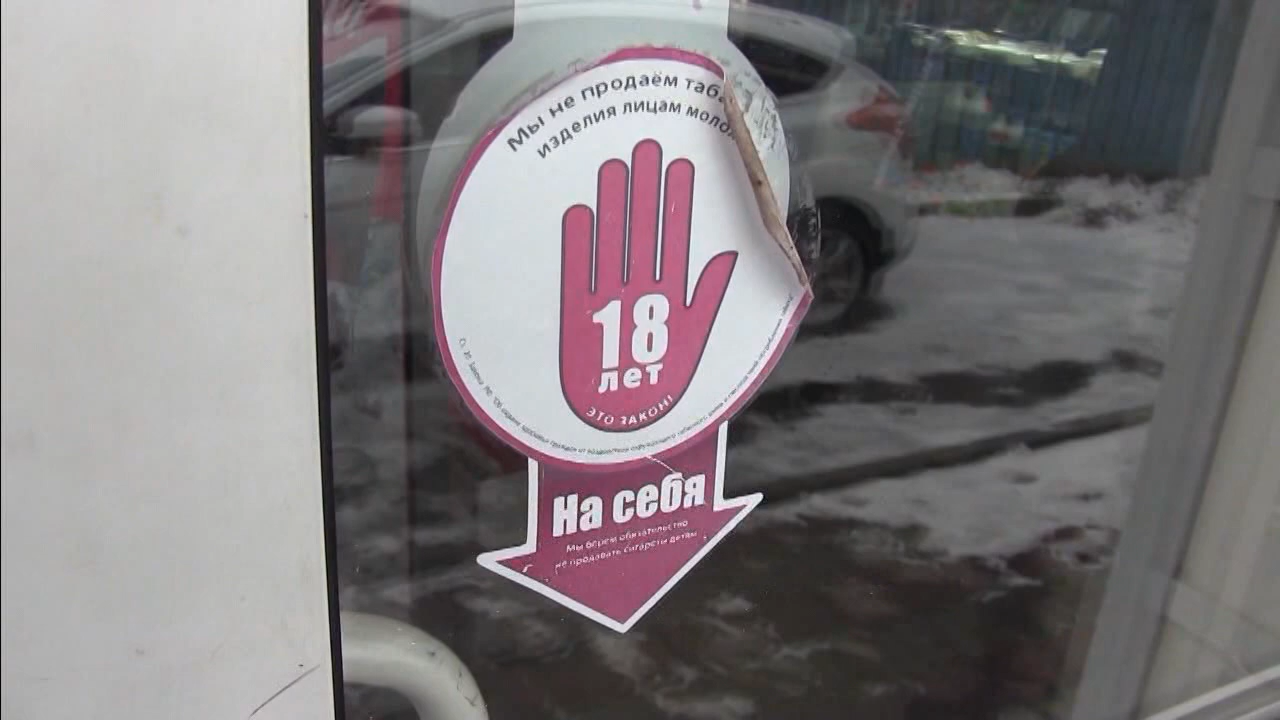 Мы не продаём таба
изделия лицам моло
18
лет
ЭТО ЗАКОН!
На себя
Мы берем обязательство
не продавать сигареты детям